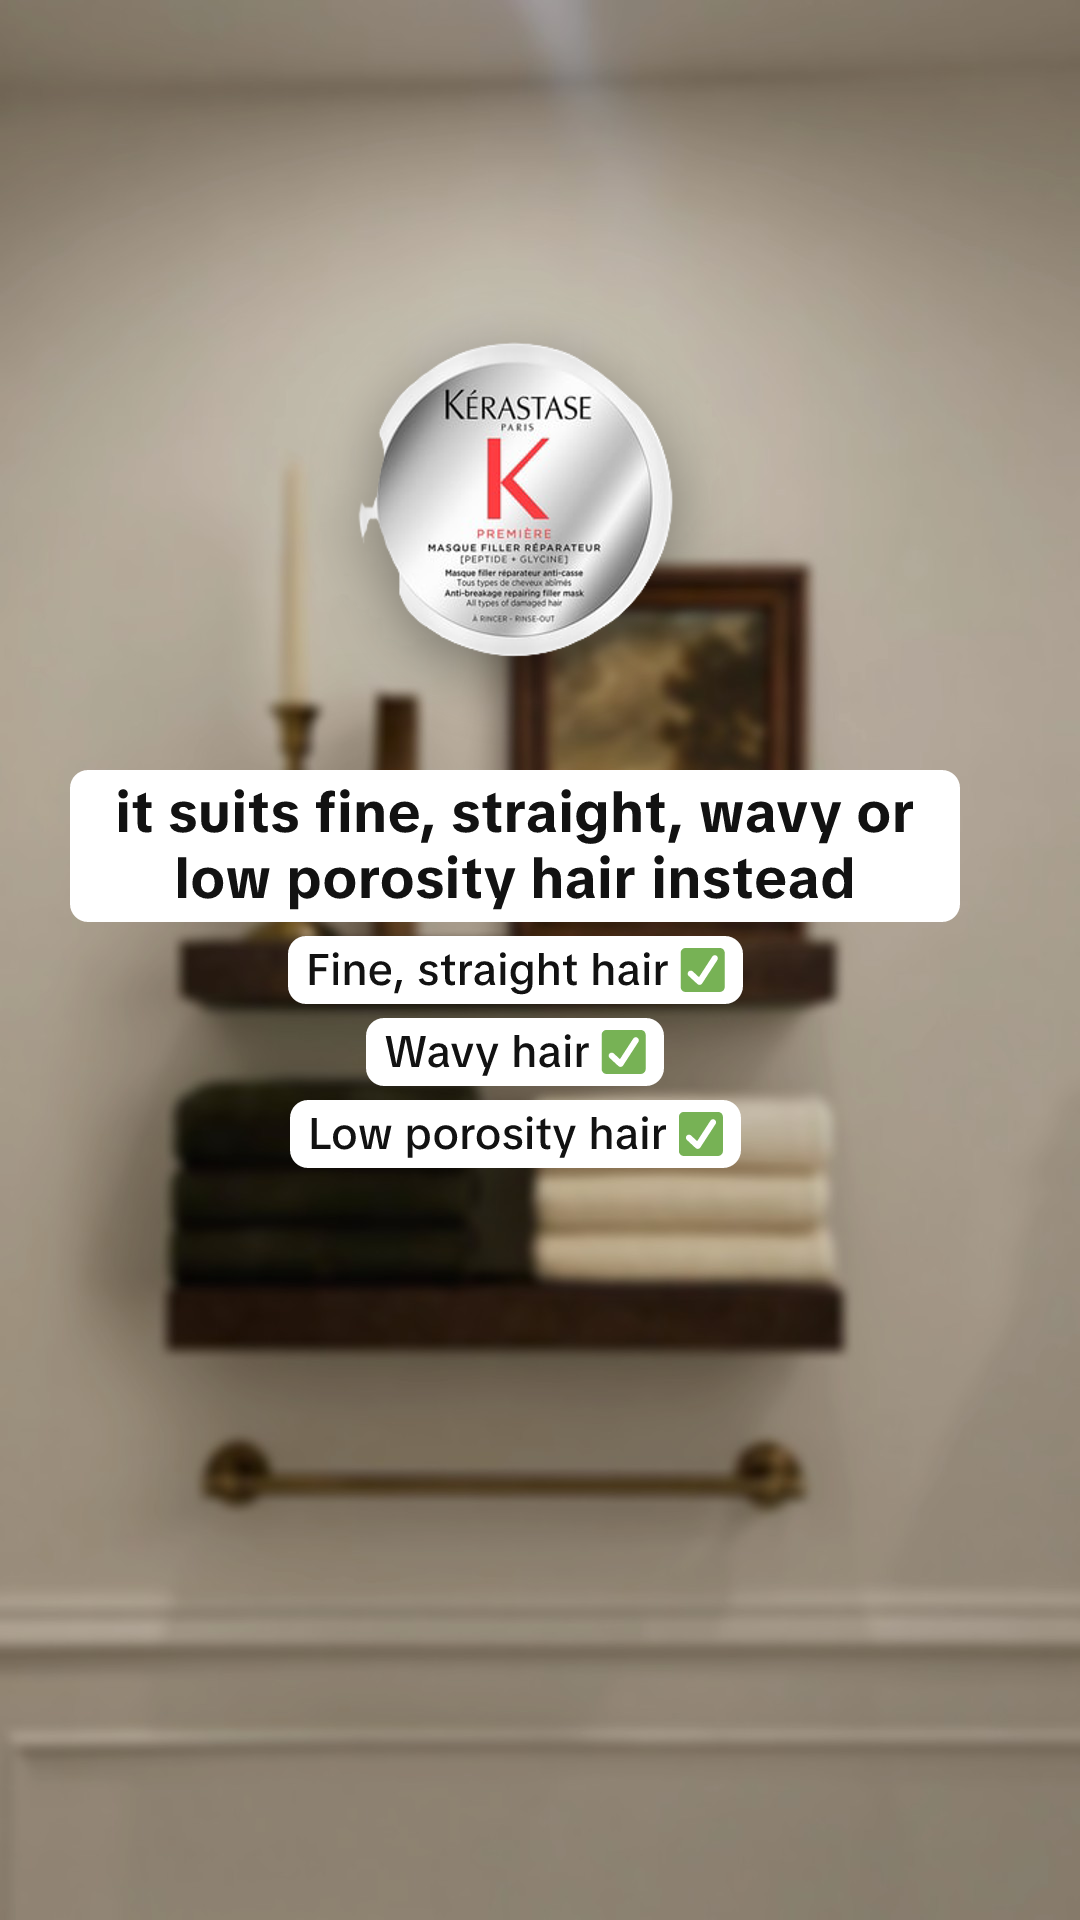 KÉRASTASE
PARIS
K
PREMIÈRE
MASQUE FILLER RÉPARATEUR
[PEPTIDE + GLYCINE]
Masque filler réparateur anti-casse
Tous types de cheveux abîmés
Anti-breakage repairing filler mask
All types of damaged hair
À RINCER - RINSE-OUT
it suits fine, straight, wavy or
low porosity hair instead
Fine, straight hair ✅
Wavy hair ✅
Low porosity hair ✅